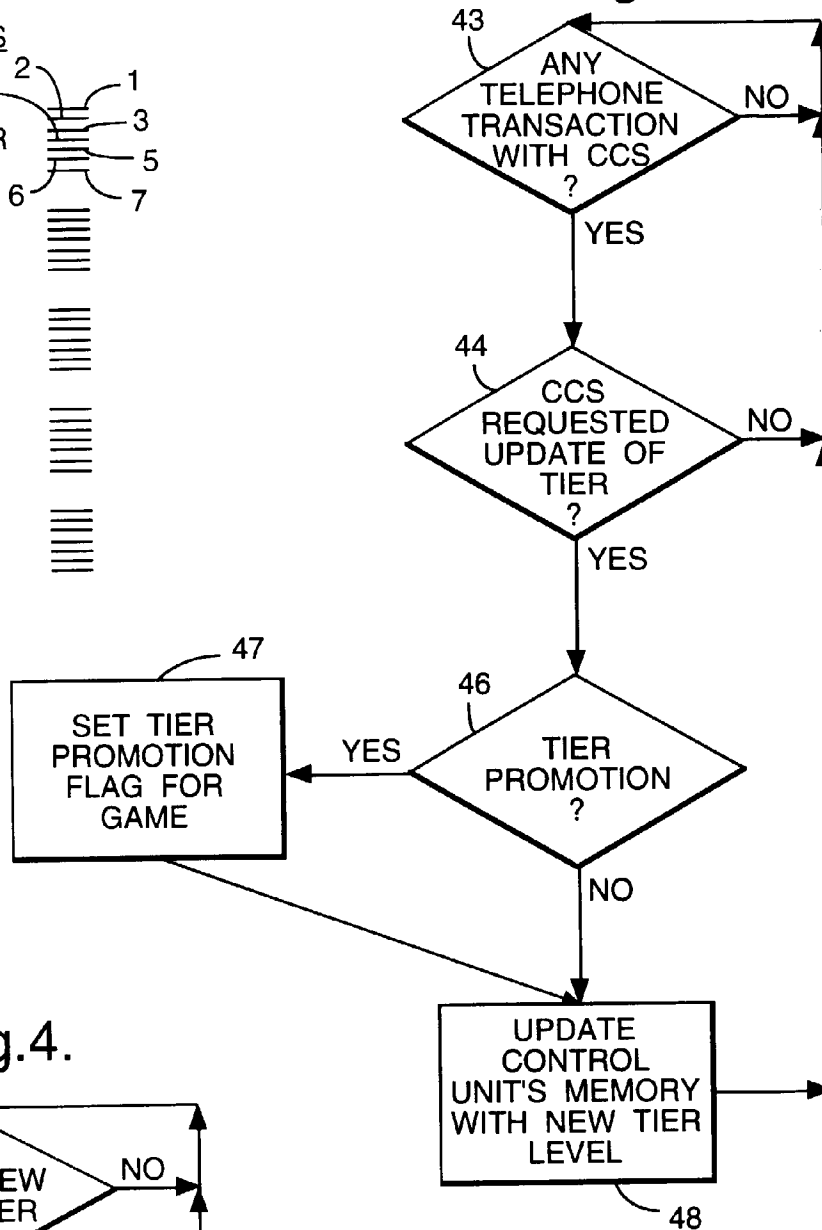 43
ANY
TELEPHONE
TRANSACTION
WITH CCS
?
NO
YES
2
1
3
5
6
7
44
CCS
REQUESTED
UPDATE OF
TIER
?
NO
YES
47
SET TIER
PROMOTION
FLAG FOR
GAME
46
YES
TIER
PROMOTION
?
NO
UPDATE
CONTROL
UNIT'S MEMORY
WITH NEW TIER
LEVEL
48
g.4.
NO
EW
ER